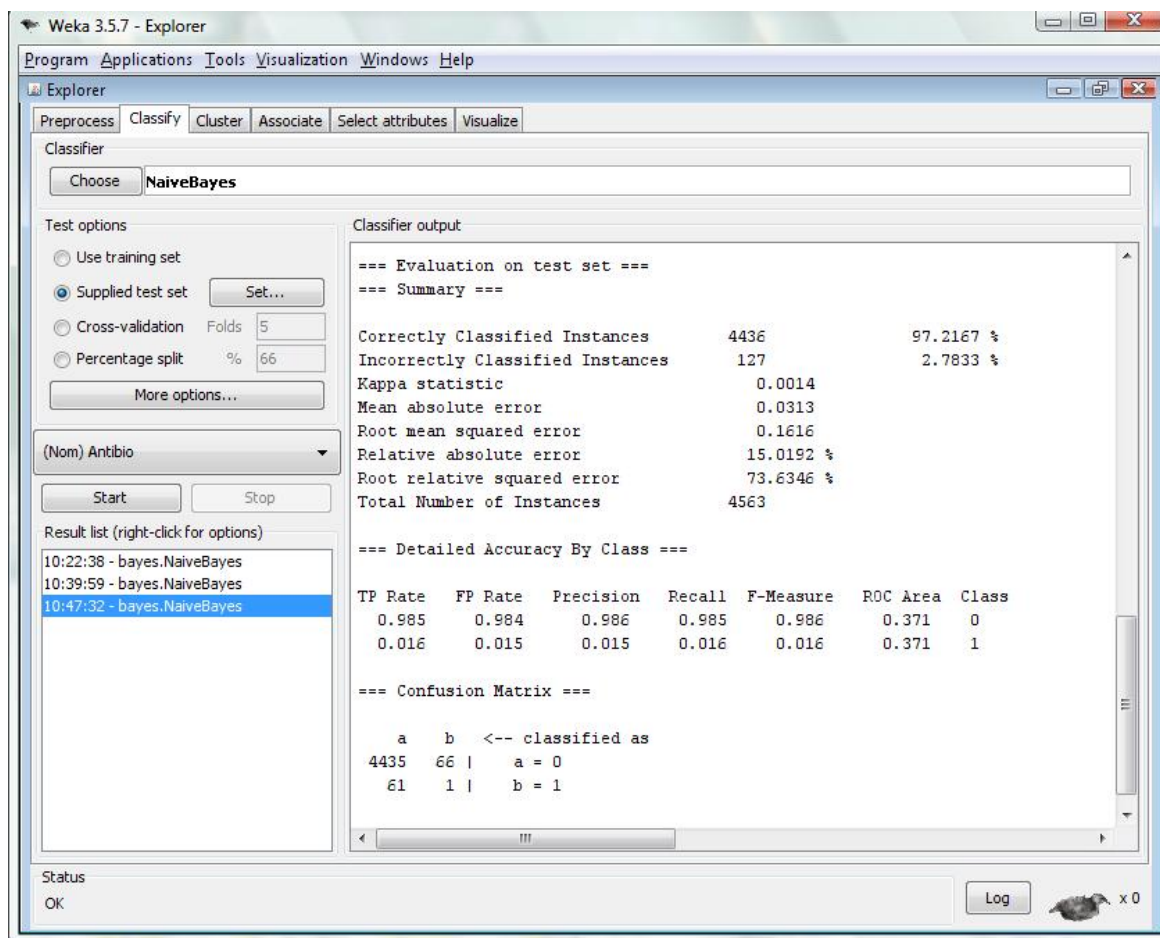 Weka 3.5.7 - Explorer
Program Applications Tools Visualization Windows Help
Explorer
Preprocess Classify Cluster Associate Select attributes Visualize
Classifier
Choose NaiveBayes
Test options
Use training set
Supplied test set Set...
Cross-validation Folds 5
Percentage split % 66
More options...
(Nom) Antibio
Start Stop
Result list (right-click for options)
10:22:38 - bayes.NaiveBayes
10:39:59 - bayes.NaiveBayes
10:47:32 - bayes.NaiveBayes
Classifier output
=== Evaluation on test set ===
=== Summary ===
Correctly Classified Instances 4436 97.2167 %
Incorrectly Classified Instances 127 2.7833 %
Kappa statistic 0.0014
Mean absolute error 0.0313
Root mean squared error 0.1616
Relative absolute error 15.0192 %
Root relative squared error 73.6346 %
Total Number of Instances 4563
=== Detailed Accuracy By Class ===
TP Rate FP Rate Precision Recall F-Measure ROC Area Class
0.985 0.984 0.986 0.985 0.986 0.371 0
0.016 0.015 0.015 0.016 0.016 0.371 1
=== Confusion Matrix ===
a b <-- classified as
4435 66 | a = 0
61 1 | b = 1
Status
OK
Log x 0